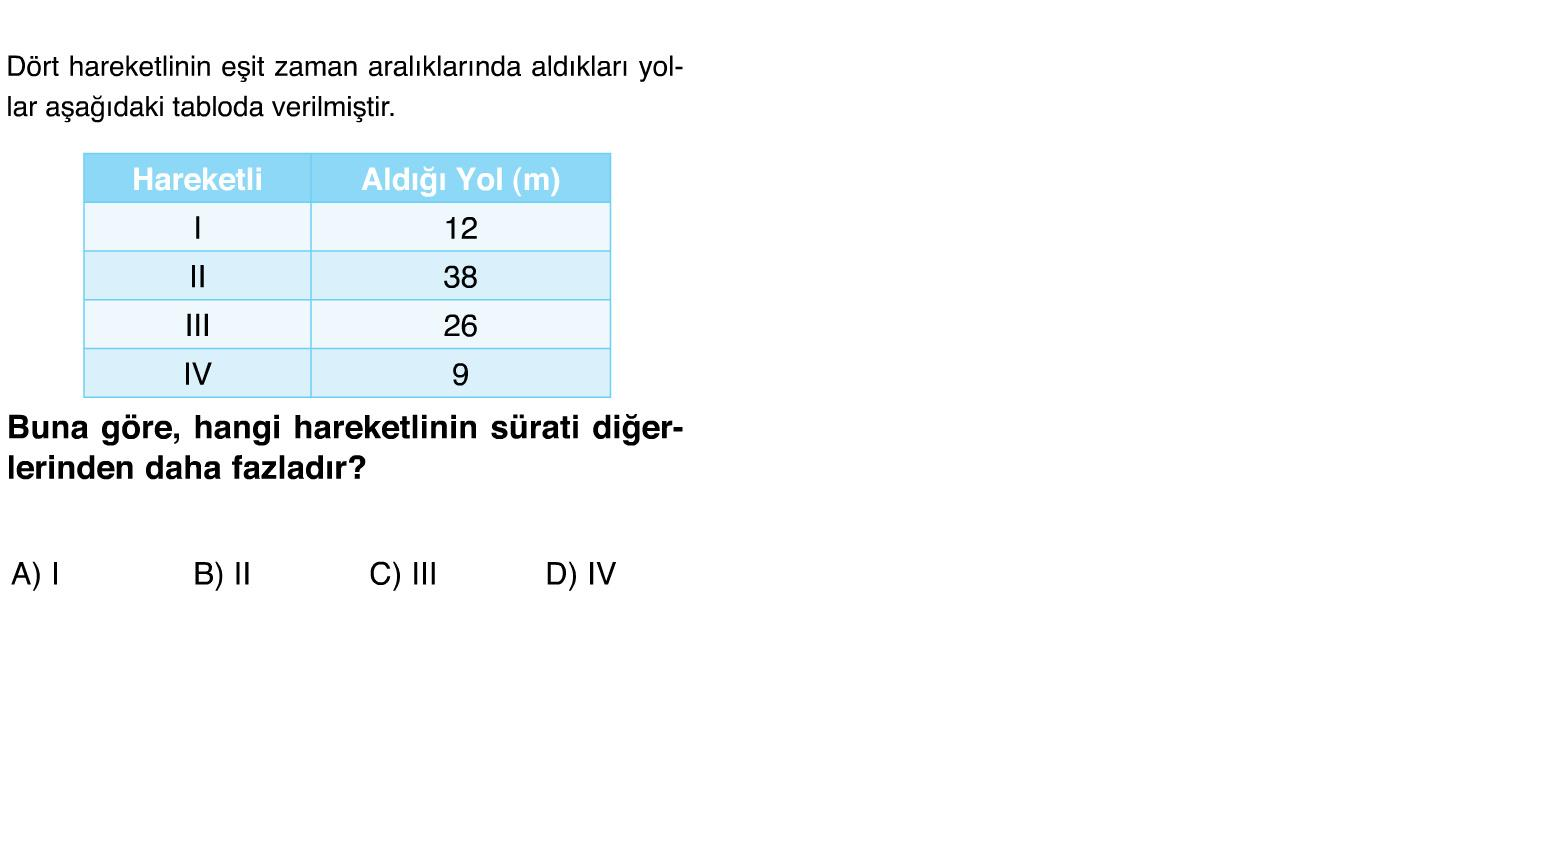 Dört hareketlinin eşit zaman aralıklarında aldıkları yol-
lar aşağıdaki tabloda verilmiştir.
Hareketli Aldığı Yol (m)
I 12
II 38
III 26
IV 9
Buna göre, hangi hareketlinin sürati diğer-
lerinden daha fazladır?
A) I B) II C) III D) IV